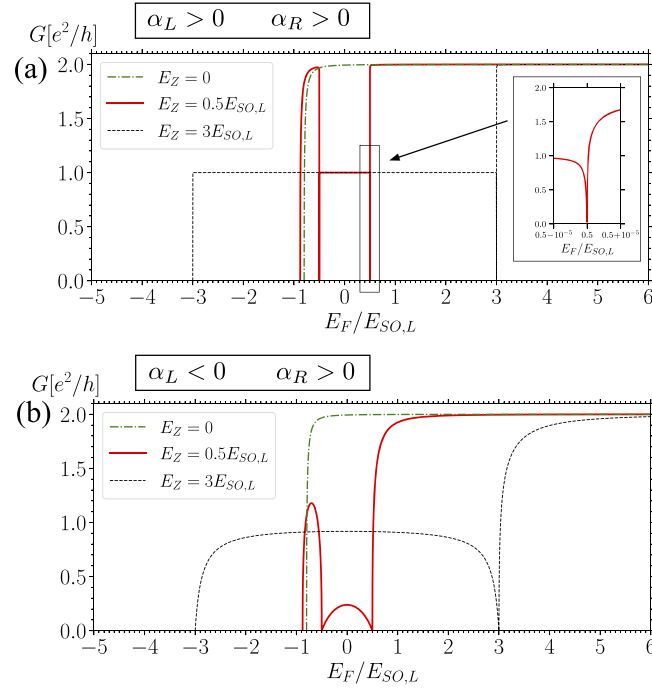 α_L > 0 α_R > 0
G[e²/h]
(a)
2.0
1.5
1.0
0.5
0.0
E_Z = 0
E_Z = 0.5E_{SO,L}
E_Z = 3E_{SO,L}
2.0
1.5
1.0
0.5
0.0
0.5−10⁻⁵ 0.5 0.5+10⁻⁵
E_F/E_{SO,L}
−5 −4 −3 −2 −1 0 1 2 3 4 5 6
E_F/E_{SO,L}
α_L < 0 α_R > 0
G[e²/h]
(b)
2.0
1.5
1.0
0.5
0.0
E_Z = 0
E_Z = 0.5E_{SO,L}
E_Z = 3E_{SO,L}
−5 −4 −3 −2 −1 0 1 2 3 4 5 6
E_F/E_{SO,L}